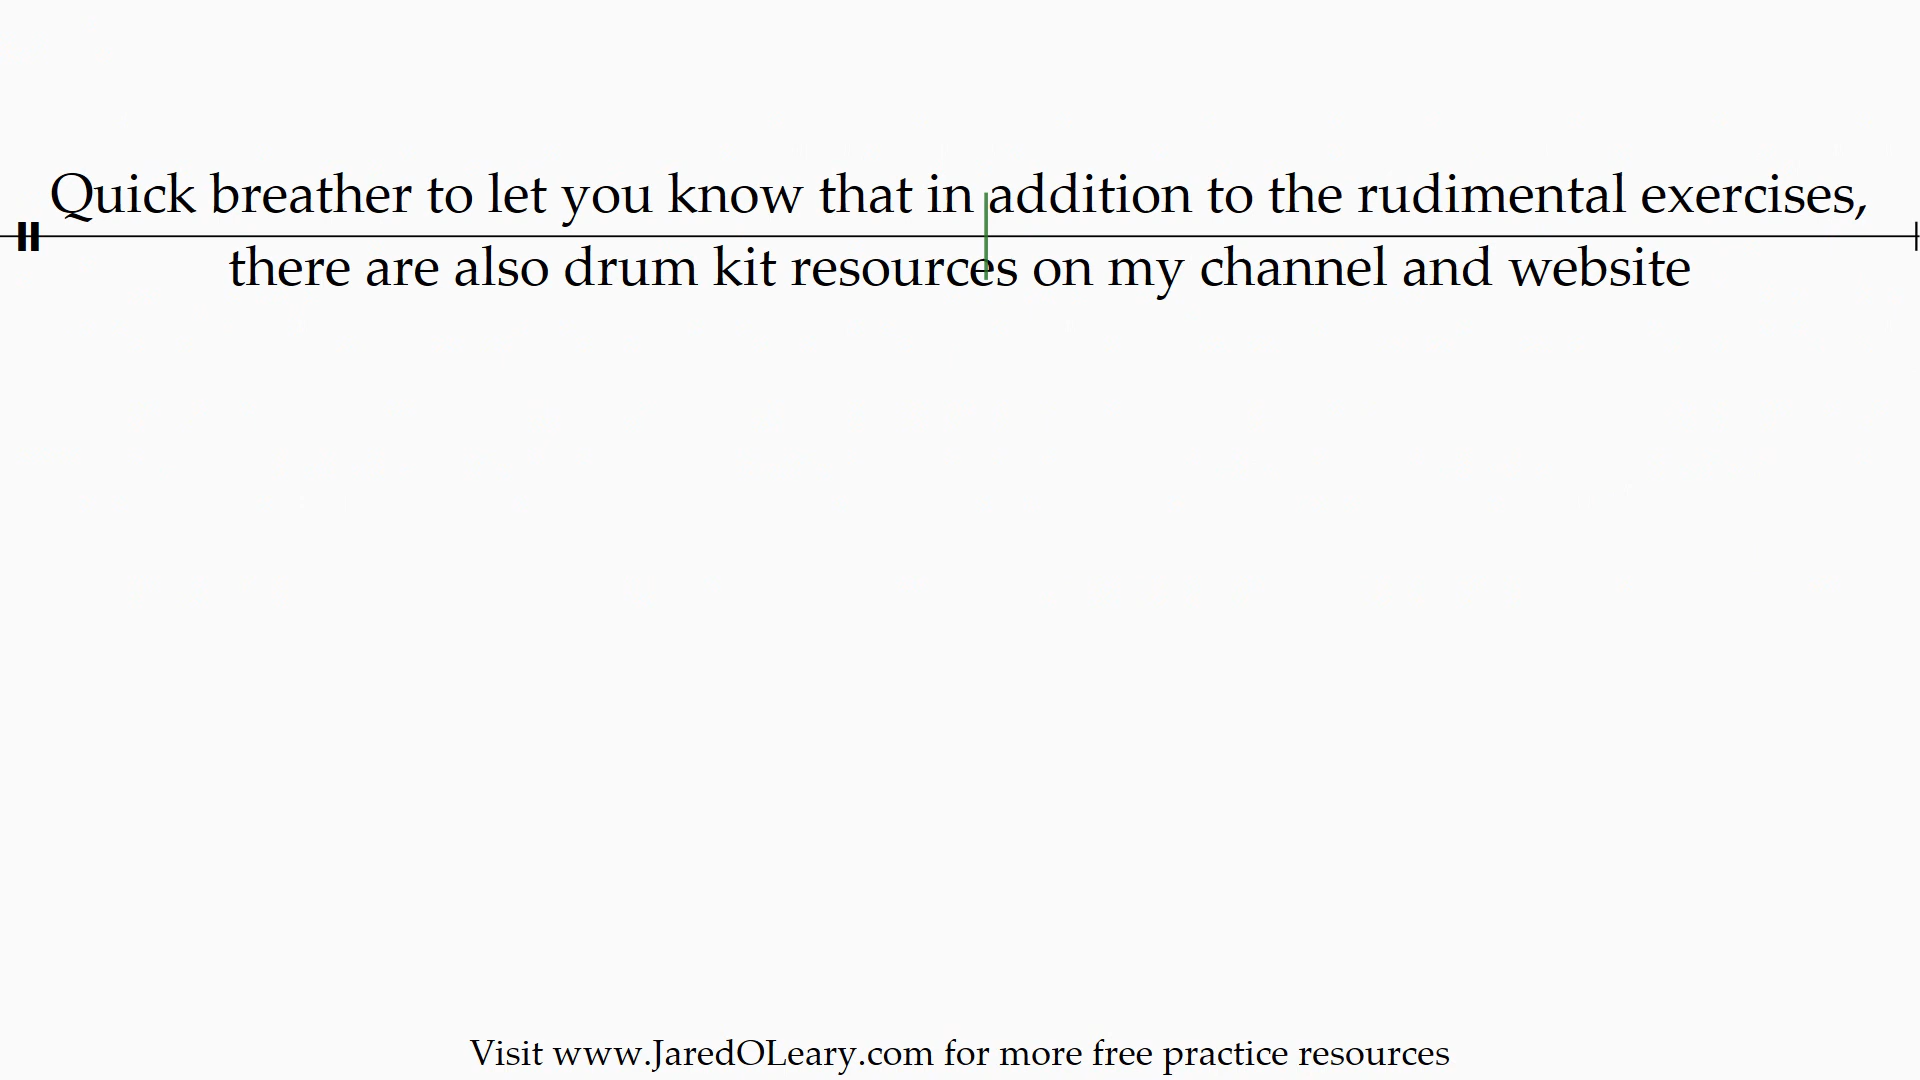 Quick breather to let you know that in addition to the rudimental exercises,
there are also drum kit resources on my channel and website
Visit www.JaredOLeary.com for more free practice resources